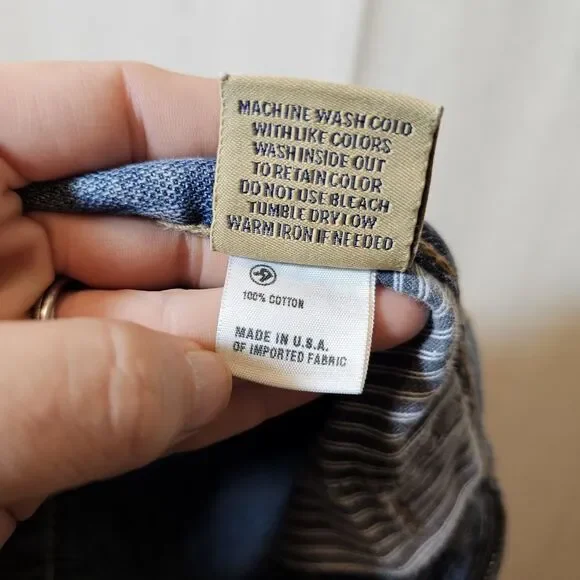 MACHINE WASH COLD
WITH LIKE COLORS
WASH INSIDE OUT
TO RETAIN COLOR
DO NOT USE BLEACH
TUMBLE DRY LOW
WARM IRON IF NEEDED
100% COTTON
MADE IN U.S.A.
OF IMPORTED FABRIC